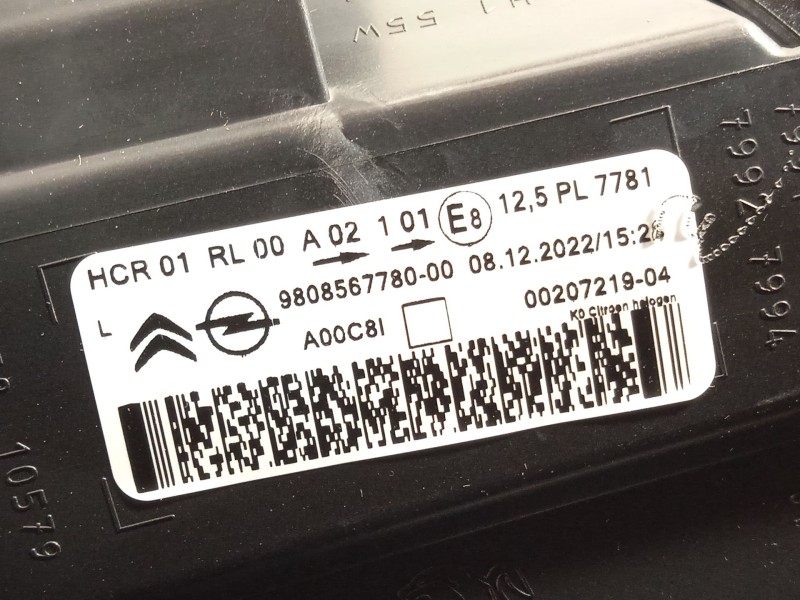 H1 55W
HCR 01 RL 00 A 02 1 01 E8 12,5 PL 7781
9808567780-00 08.12.2022/15:2
L
A00C8I
00207219-04
K0 Citroen halogen
7994
10579